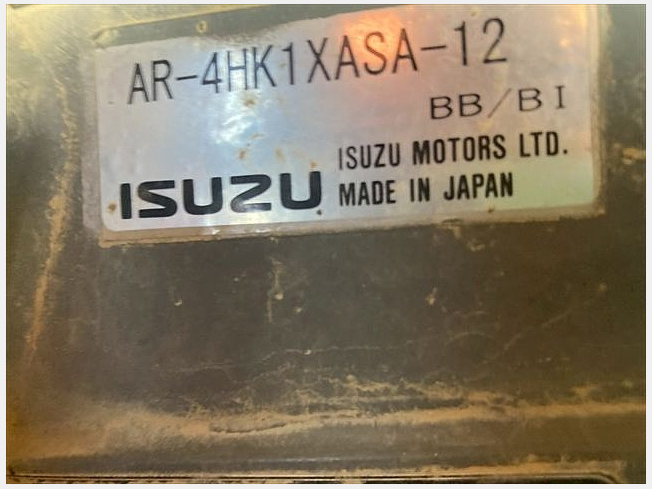 AR-4HK1XASA-12
BB/BI
ISUZU MOTORS LTD.
ISUZU MADE IN JAPAN